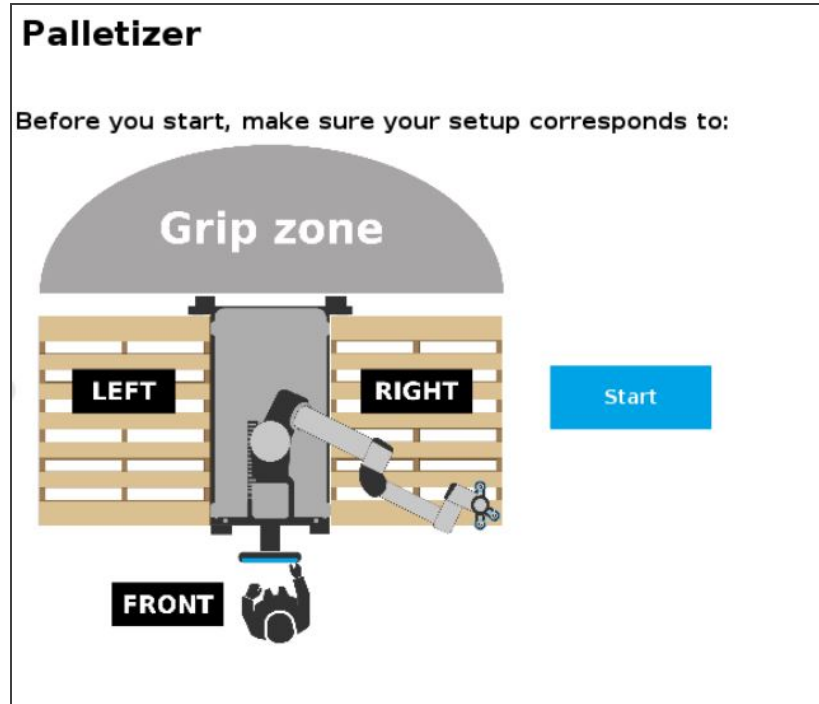 Palletizer
Before you start, make sure your setup corresponds to:
Grip zone
LEFT
RIGHT
Start
FRONT